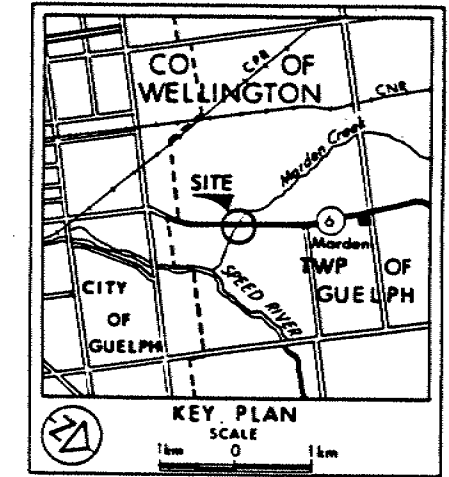 CO OF
WELLINGTON
CPR
CNR
Marden Creek
SITE
6
Marden
TWP OF
GUELPH
SPEED RIVER
CITY
OF
GUELPH
KEY PLAN
SCALE
1km 0 1km
N